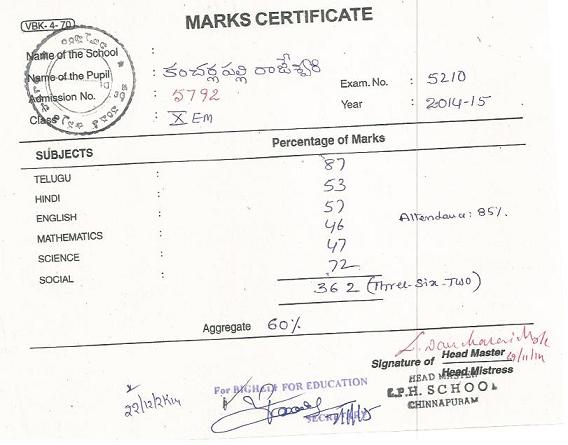 VBK-4-70
MARKS CERTIFICATE
Name of the School :
Name of the Pupil : కంచర్లపల్లి రాజేశ్వరి
Exam. No. : 5210
Admission No. : 5792
Year : 2014-15
Class : X EM
SUBJECTS Percentage of Marks
TELUGU : 87
HINDI : 53
ENGLISH : 57
Attendance: 85%.
MATHEMATICS : 46
SCIENCE : 47
SOCIAL : 72
362 (Three-Six-Two)
Aggregate 60%
Signature of Head Master
Head Mistress
HEAD MASTER
Z.P.H. SCHOOL
CHINNAPURAM
For BIGHELP FOR EDUCATION
SECRETARY
22/12/2k14